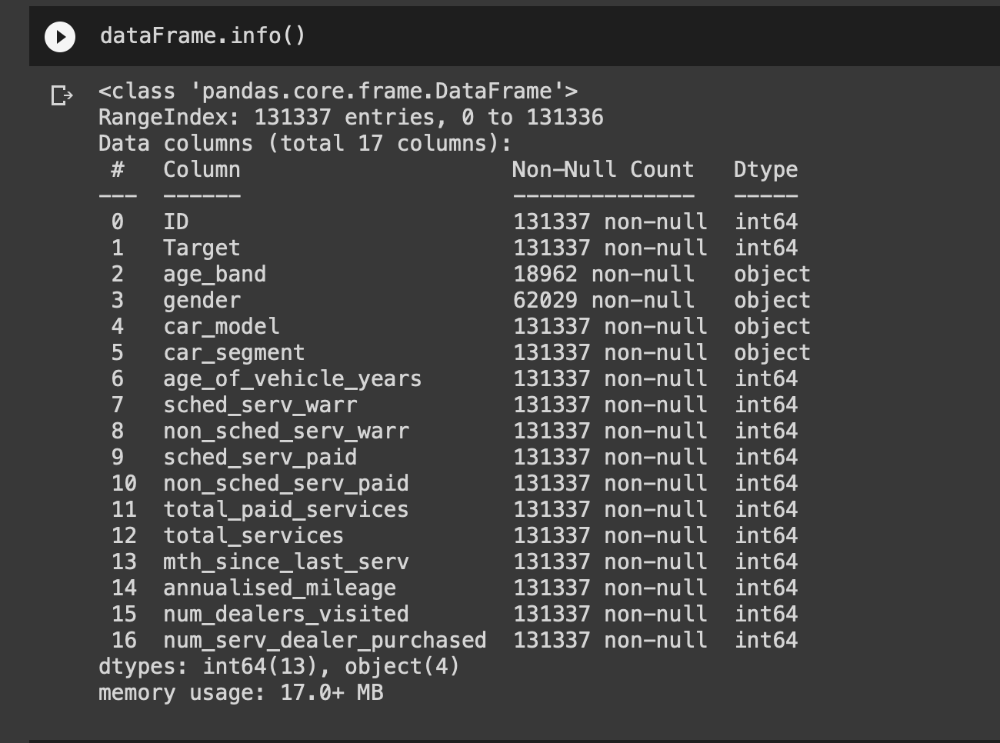 dataFrame.info()
<class 'pandas.core.frame.DataFrame'>
RangeIndex: 131337 entries, 0 to 131336
Data columns (total 17 columns):
 #   Column                     Non-Null Count   Dtype
---  ------                     --------------   -----
 0   ID                         131337 non-null  int64
 1   Target                     131337 non-null  int64
 2   age_band                   18962 non-null   object
 3   gender                     62029 non-null   object
 4   car_model                  131337 non-null  object
 5   car_segment                131337 non-null  object
 6   age_of_vehicle_years       131337 non-null  int64
 7   sched_serv_warr            131337 non-null  int64
 8   non_sched_serv_warr        131337 non-null  int64
 9   sched_serv_paid            131337 non-null  int64
 10  non_sched_serv_paid        131337 non-null  int64
 11  total_paid_services        131337 non-null  int64
 12  total_services             131337 non-null  int64
 13  mth_since_last_serv        131337 non-null  int64
 14  annualised_mileage         131337 non-null  int64
 15  num_dealers_visited        131337 non-null  int64
 16  num_serv_dealer_purchased  131337 non-null  int64
dtypes: int64(13), object(4)
memory usage: 17.0+ MB